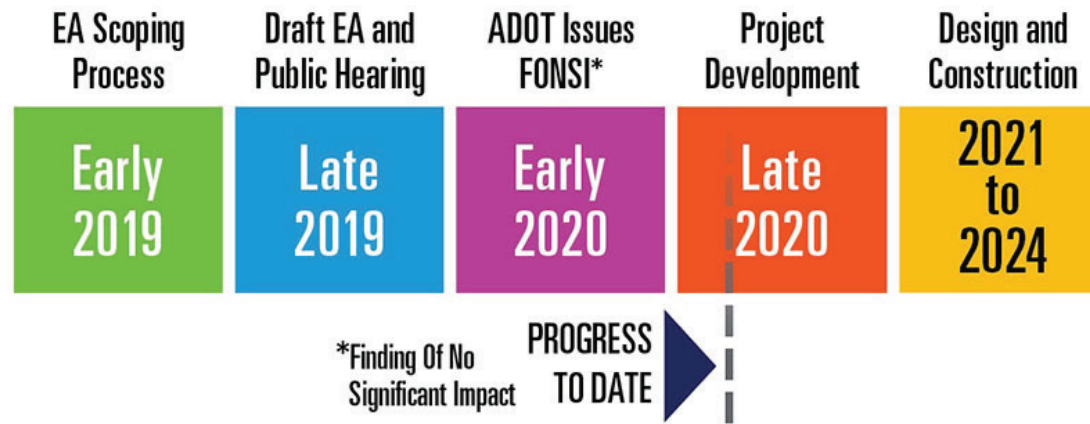 EA Scoping
Process
Draft EA and
Public Hearing
ADOT Issues
FONSI*
Project
Development
Design and
Construction
Early
2019
Late
2019
Early
2020
Late
2020
2021
to
2024
*Finding Of No
Significant Impact
PROGRESS
TO DATE